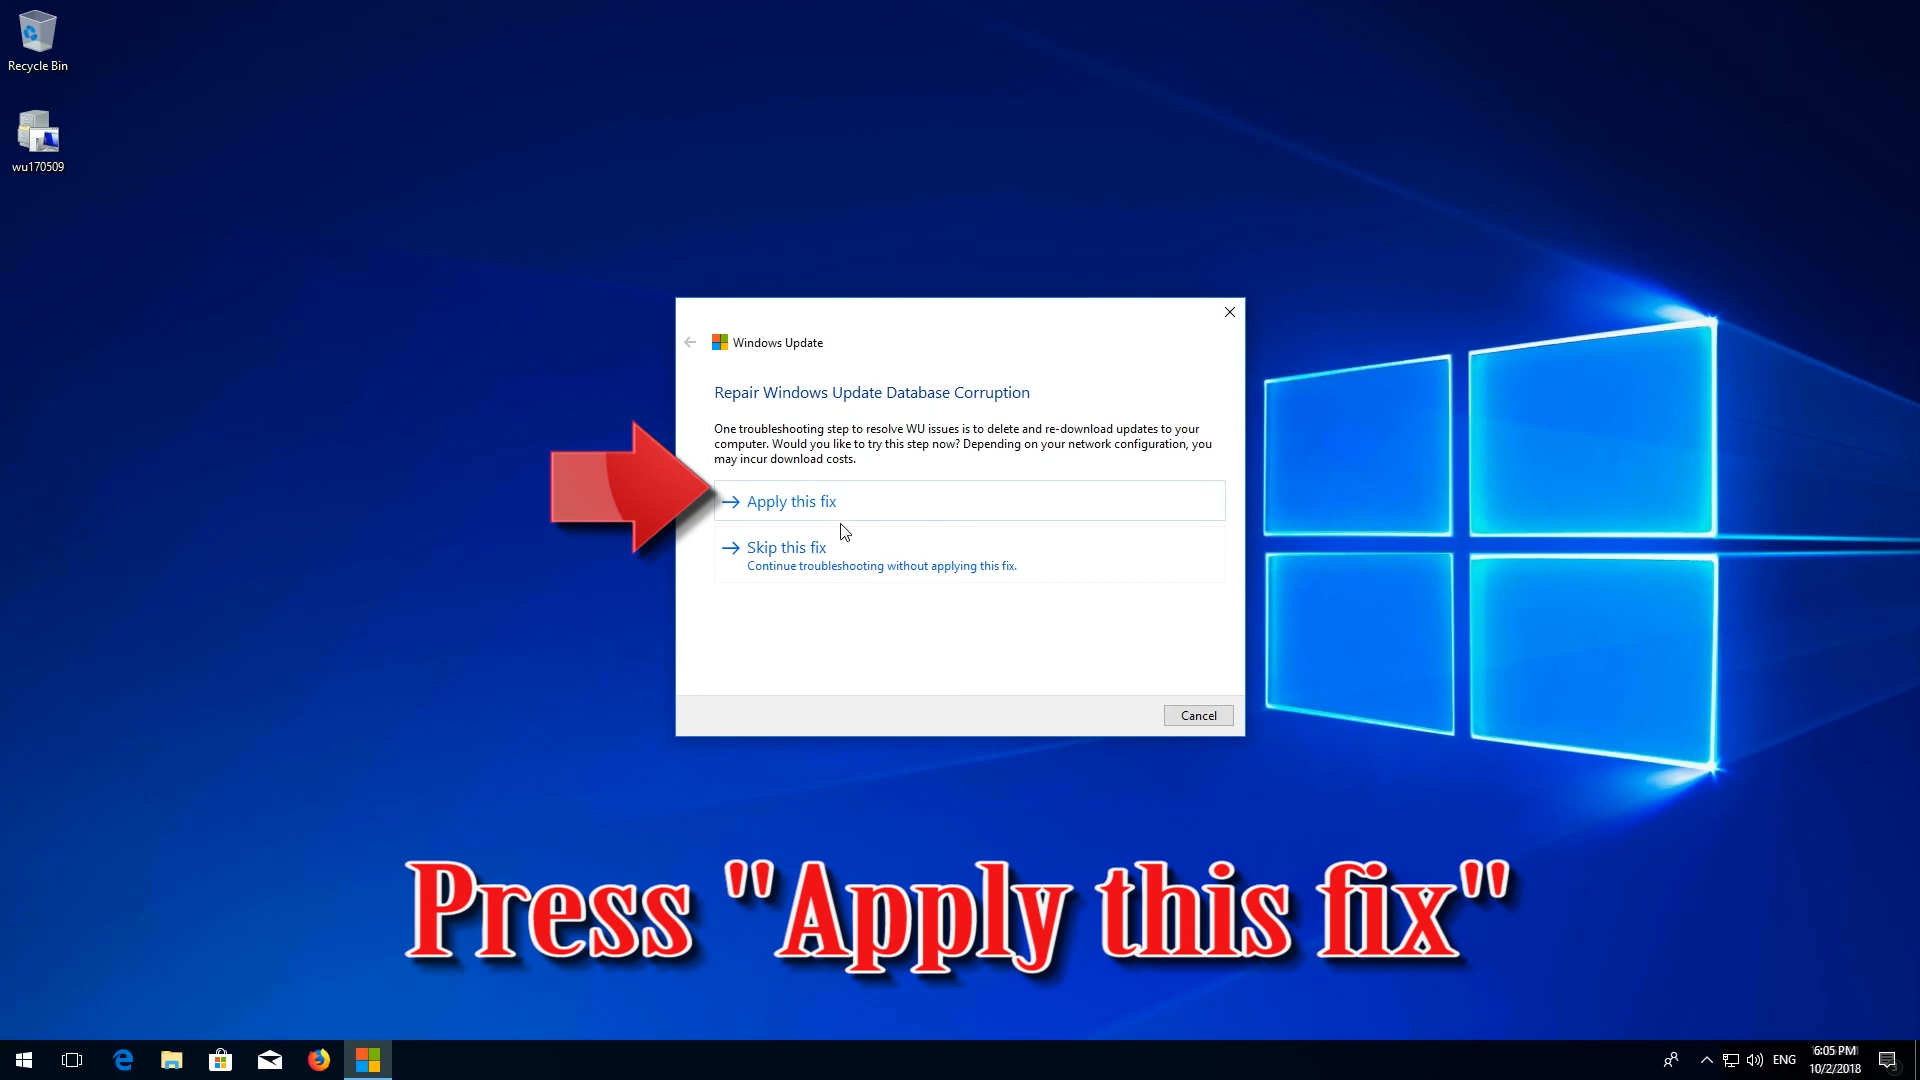 Recycle Bin
wu170509
Windows Update
Repair Windows Update Database Corruption
One troubleshooting step to resolve WU issues is to delete and re-download updates to your
computer. Would you like to try this step now? Depending on your network configuration, you
may incur download costs.
Apply this fix
Skip this fix
Continue troubleshooting without applying this fix.
Cancel
Press "Apply this fix"
ENG
6:05 PM
10/2/2018
3